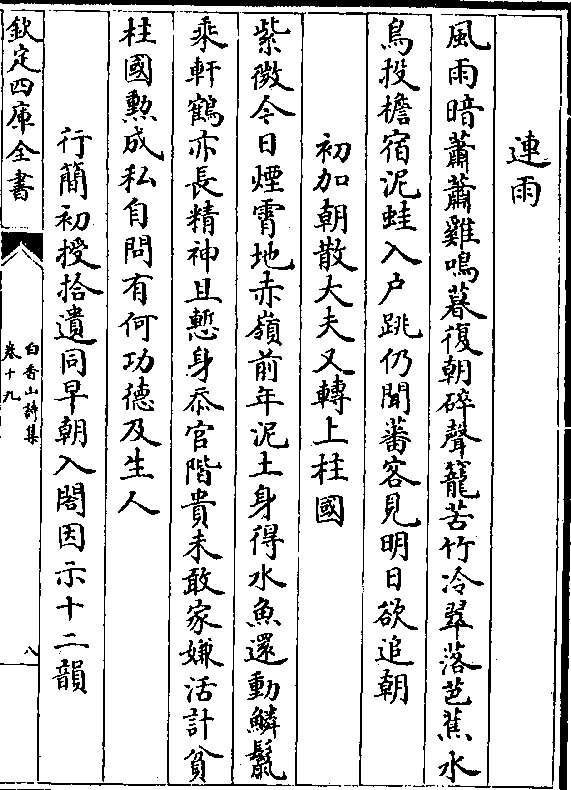 連雨
風雨暗蕭蕭雞鳴暮復朝碎聲籠苦竹冷翠落芭蕉水
鳥投檐宿泥蛙入户跳仍聞蕃客見明日欲追朝
初加朝散大夫又轉上柱國
紫微今日煙霄地赤嶺前年泥土身得水魚還動鱗鬛
乘軒鶴亦長精神且慙身忝官階貴未敢家嫌活計貧
柱國勲成私自問有何功德及生人
行簡初授拾遺同早朝入閣因示十二韻
欽定四庫全書
白香山詩集
卷十九
八